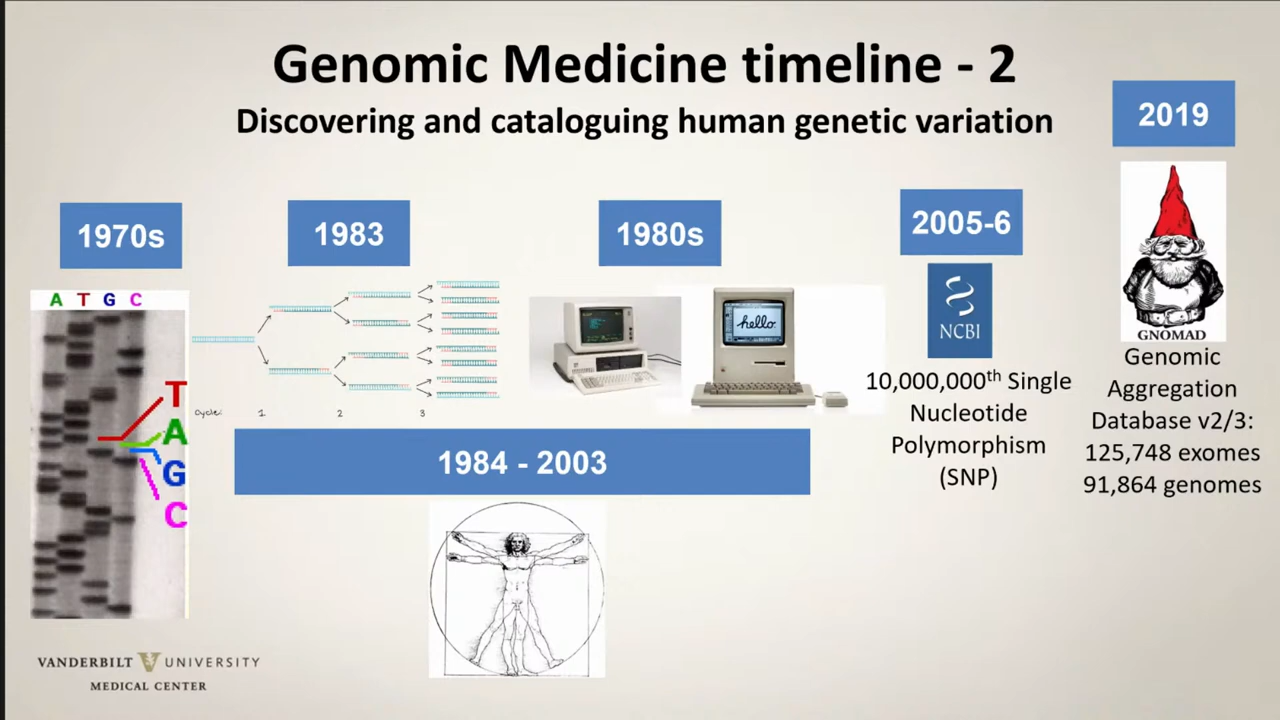 Genomic Medicine timeline - 2
Discovering and cataloguing human genetic variation
2019
1970s
1983
1980s
2005-6
A T G C
T
A
G
C
Cycle: 1 2 3
hello.
NCBI
10,000,000th Single
Nucleotide
Polymorphism
(SNP)
GNOMAD
Genomic
Aggregation
Database v2/3:
125,748 exomes
91,864 genomes
1984 - 2003
VANDERBILT V UNIVERSITY
MEDICAL CENTER